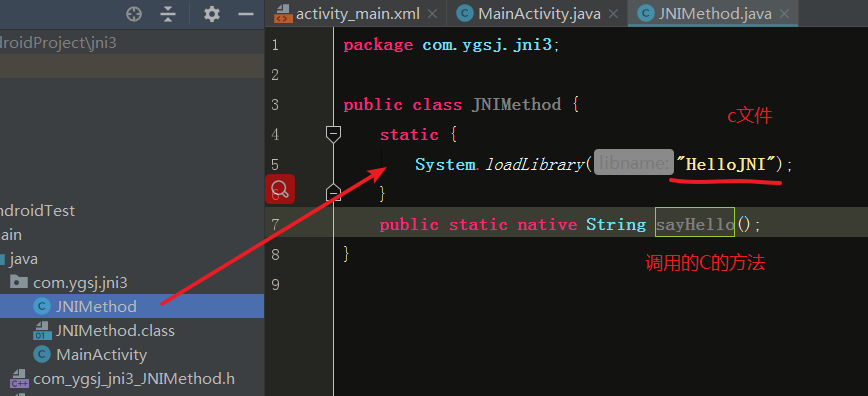 activity_main.xml
MainActivity.java
JNIMethod.java
droidProject\jni3
ndroidTest
ain
java
com.ygsj.jni3
JNIMethod
JNIMethod.class
MainActivity
com_ygsj_jni3_JNIMethod.h
1 package com.ygsj.jni3;
2
3 public class JNIMethod {
c文件
4 static {
5 System.loadLibrary( libname: "HelloJNI");
6 }
7 public static native String sayHello();
调用的C的方法
8 }
9